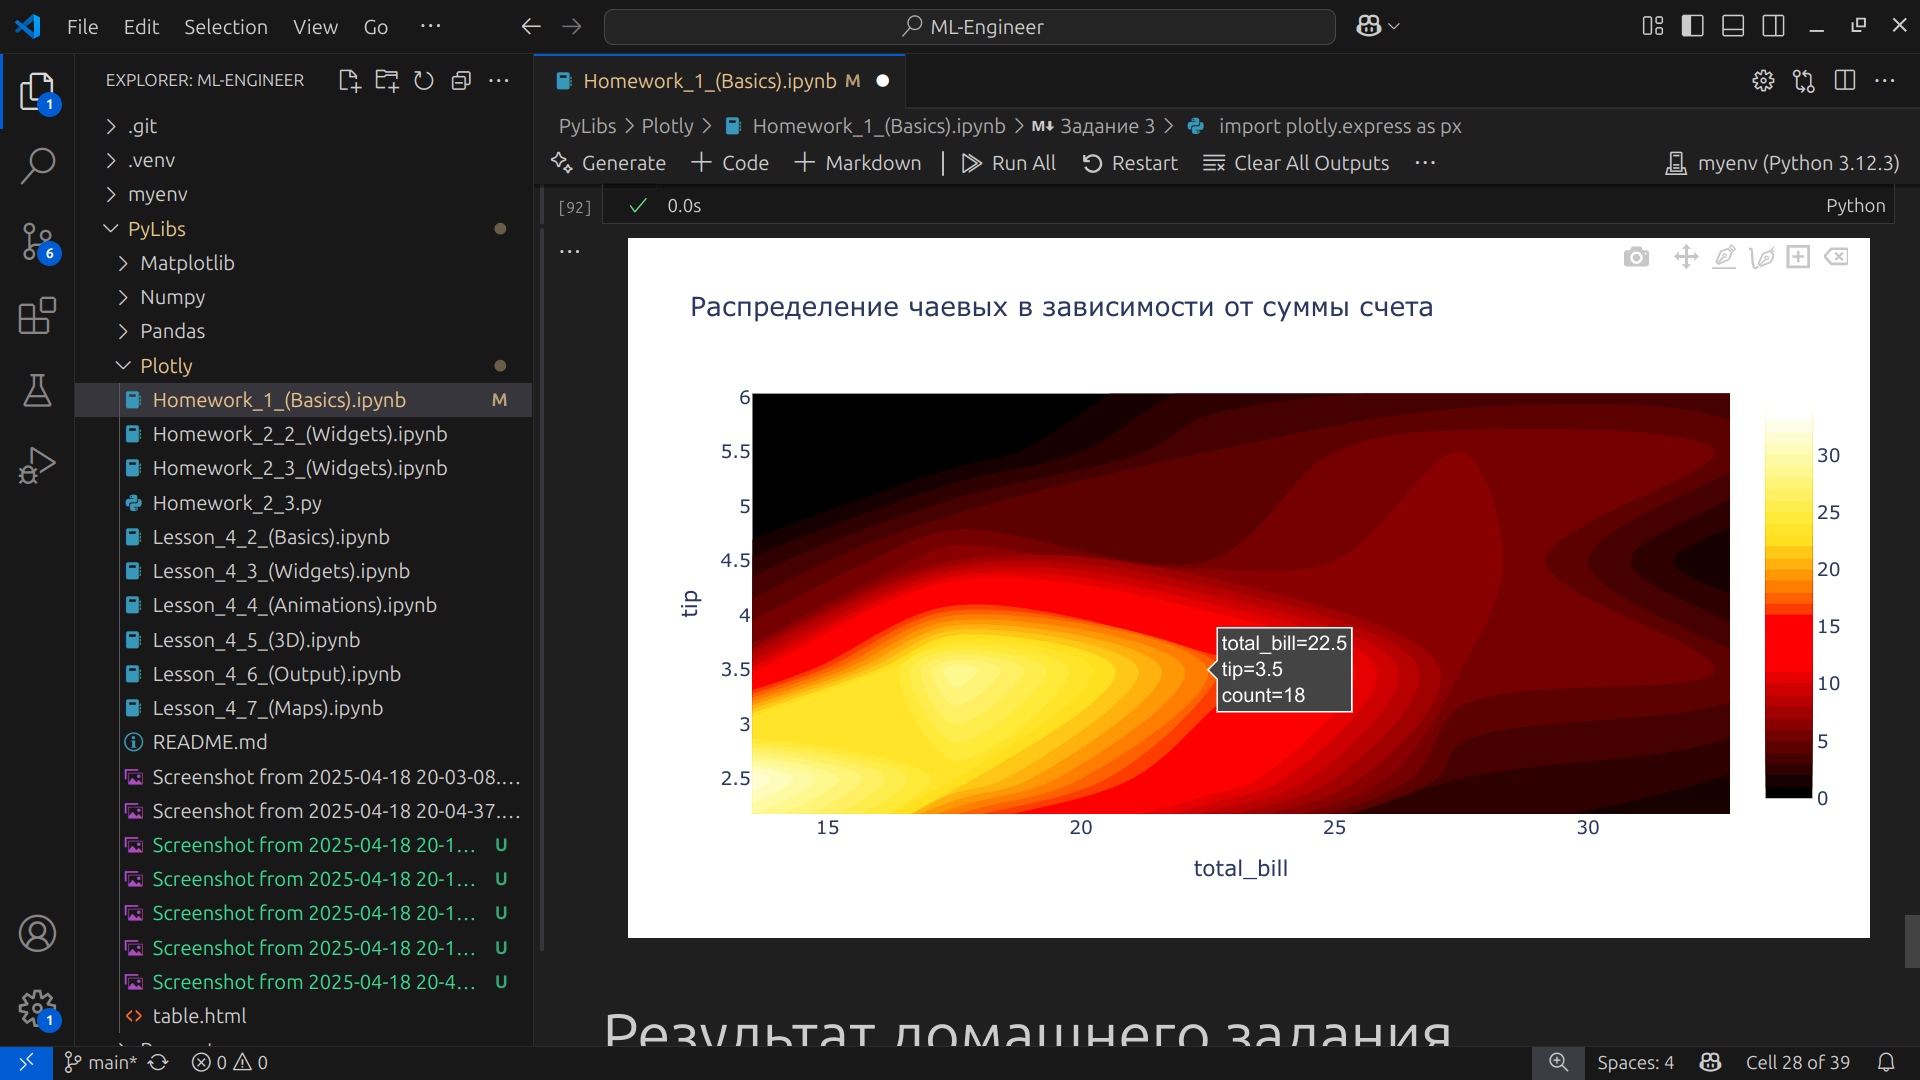 File Edit Selection View Go ···
ML-Engineer
EXPLORER: ML-ENGINEER
.git
.venv
myenv
PyLibs
Matplotlib
Numpy
Pandas
Plotly
Homework_1_(Basics).ipynb M
Homework_2_2_(Widgets).ipynb
Homework_2_3_(Widgets).ipynb
Homework_2_3.py
Lesson_4_2_(Basics).ipynb
Lesson_4_3_(Widgets).ipynb
Lesson_4_4_(Animations).ipynb
Lesson_4_5_(3D).ipynb
Lesson_4_6_(Output).ipynb
Lesson_4_7_(Maps).ipynb
README.md
Screenshot from 2025-04-18 20-03-08....
Screenshot from 2025-04-18 20-04-37....
Screenshot from 2025-04-18 20-1... U
Screenshot from 2025-04-18 20-1... U
Screenshot from 2025-04-18 20-1... U
Screenshot from 2025-04-18 20-1... U
Screenshot from 2025-04-18 20-4... U
table.html
1
6
1
Homework_1_(Basics).ipynb M
PyLibs > Plotly > Homework_1_(Basics).ipynb > M↓ Задание 3 > import plotly.express as px
Generate + Code + Markdown | Run All Restart Clear All Outputs ··· myenv (Python 3.12.3)
[92] 0.0s Python
Распределение чаевых в зависимости от суммы счета
6
5.5
5
4.5
4
3.5
3
2.5
tip
total_bill=22.5
tip=3.5
count=18
15 20 25 30
total_bill
30
25
20
15
10
5
0
Результат домашнего задания
main* 0 0 Spaces: 4 Cell 28 of 39